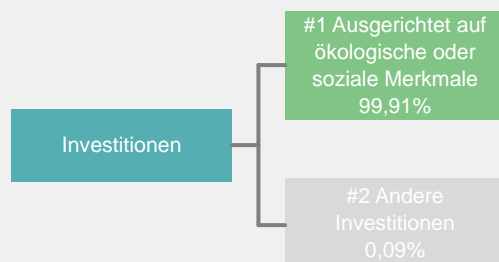 #1 Ausgerichtet auf
ökologische oder
soziale Merkmale
99,91%
Investitionen
#2 Andere
Investitionen
0,09%